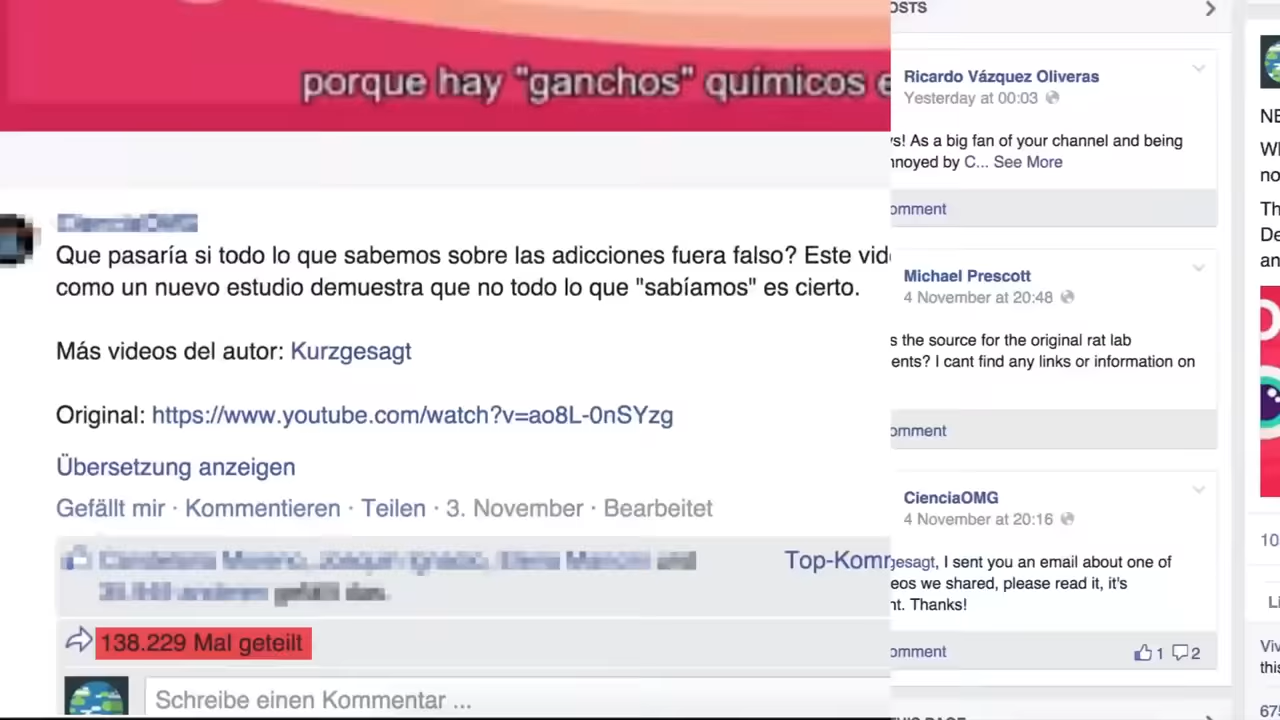 porque hay "ganchos" químicos
Que pasaría si todo lo que sabemos sobre las adicciones fuera falso? Este
como un nuevo estudio demuestra que no todo lo que "sabíamos" es cierto.
Más videos del autor: Kurzgesagt
Original: https://www.youtube.com/watch?v=ao8L-0nSYzg
Übersetzung anzeigen
Gefällt mir · Kommentieren · Teilen · 3. November · Bearbeitet
138.229 Mal geteilt
Schreibe einen Kommentar ...
Ricardo Vázquez Oliveras
Yesterday at 00:03
! As a big fan of your channel and being
by C... See More
omment
Michael Prescott
4 November at 20:48
s the source for the original rat lab
ents? I cant find any links or information on
omment
CienciaOMG
4 November at 20:16
gesagt, I sent you an email about one of
eos we shared, please read it, it's
nt. Thanks!
omment
1 2